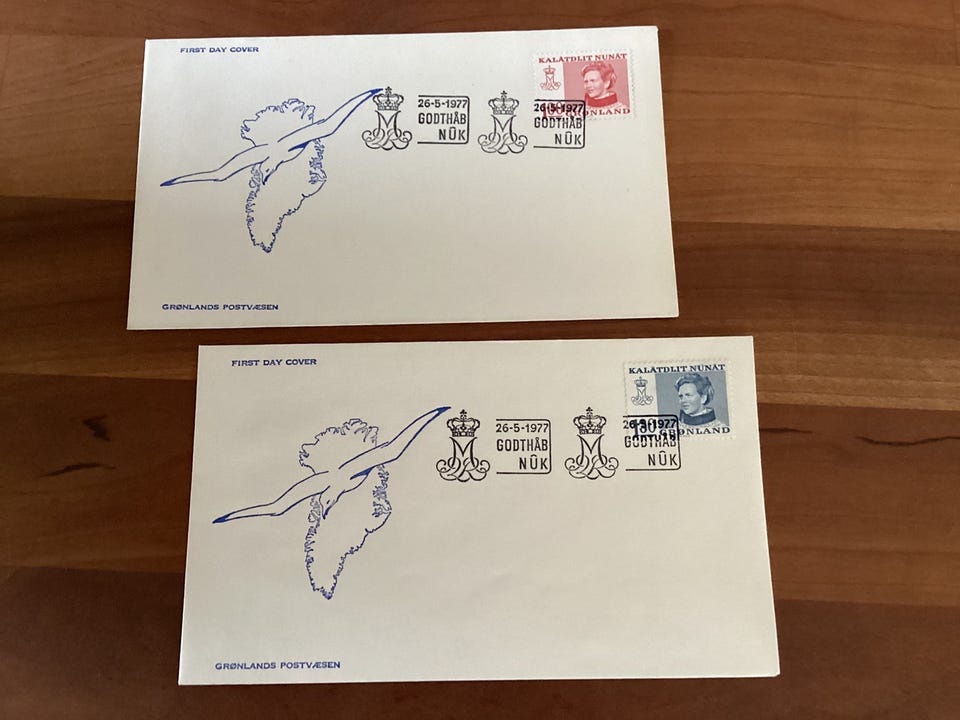 FIRST DAY COVER
KALÂTDLIT NUNÂT
26-5-1977
GODTHÅB
NÛK
26-5-1977
GODTHÅB
NÛK
GRØNLAND
GRØNLANDS POSTVÆSEN
FIRST DAY COVER
KALÂTDLIT NUNÂT
26-5-1977
GODTHÅB
NÛK
26-5-1977
GODTHÅB
NÛK
GRØNLAND
GRØNLANDS POSTVÆSEN